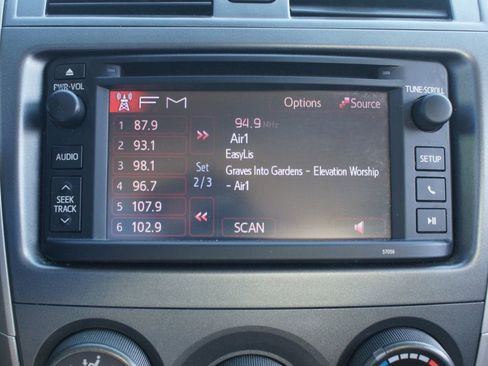 PWR·VOL
TUNE·SCROLL
FM
Options
Source
1 87.9
2 93.1
3 98.1
4 96.7
5 107.9
6 102.9
Set
2/3
94.9 MHz
Air1
EasyLis
Graves Into Gardens - Elevation Worship
- Air1
SCAN
AUDIO
SEEK
TRACK
SETUP
57059